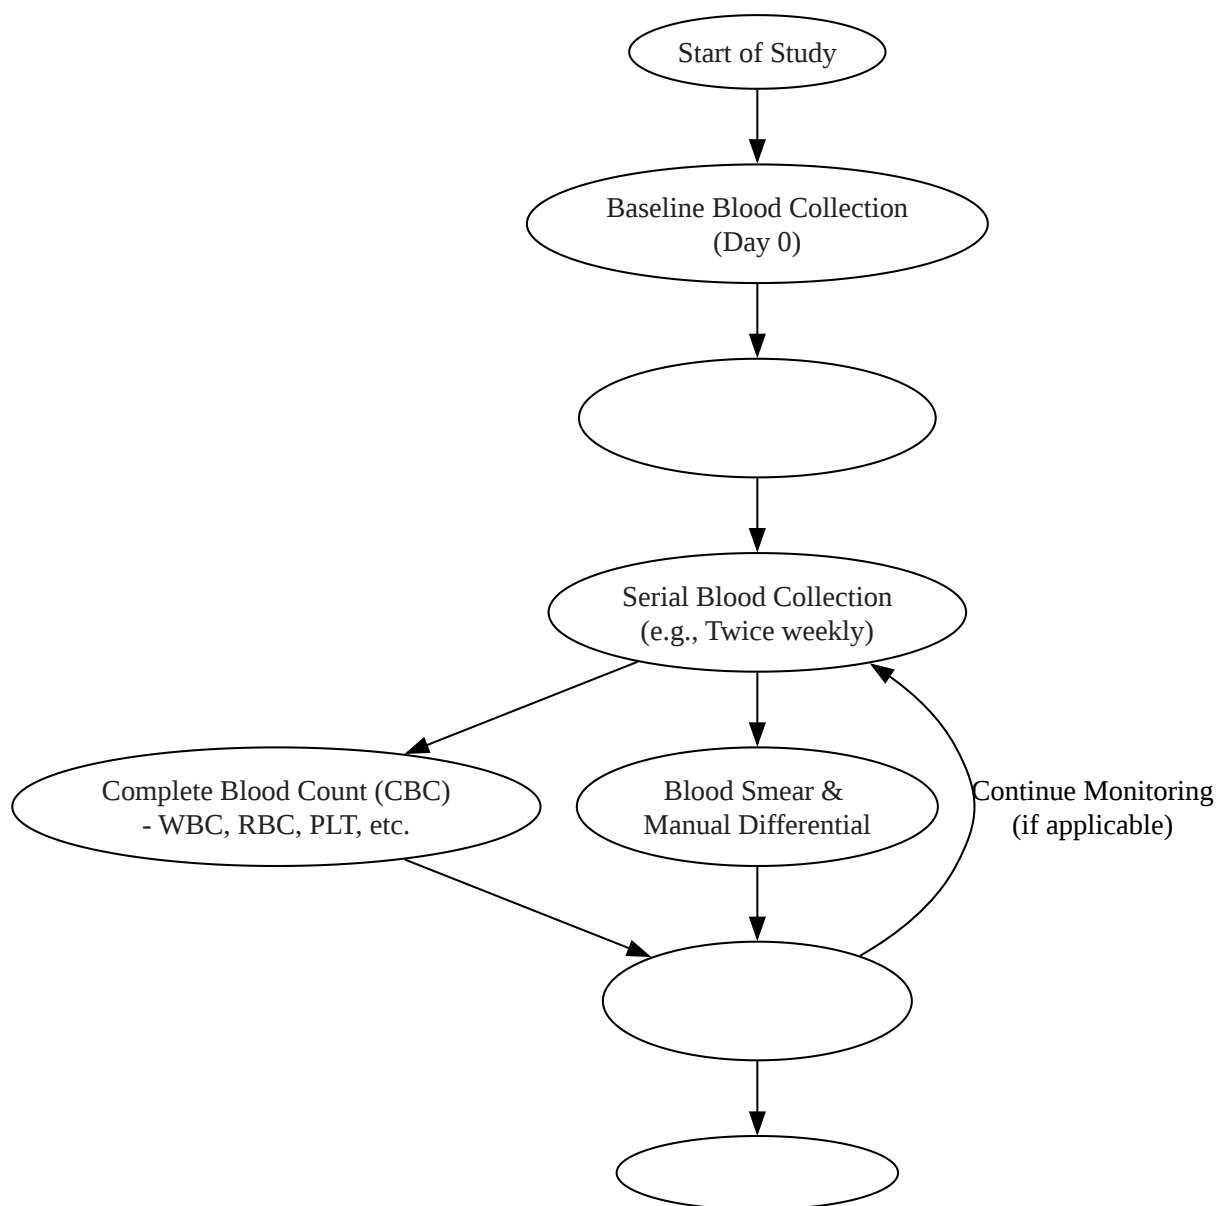 Start of Study
Baseline Blood Collection
(Day 0)
Serial Blood Collection
(e.g., Twice weekly)
Complete Blood Count (CBC)
- WBC, RBC, PLT, etc.
Blood Smear &
Manual Differential
Continue Monitoring
(if applicable)